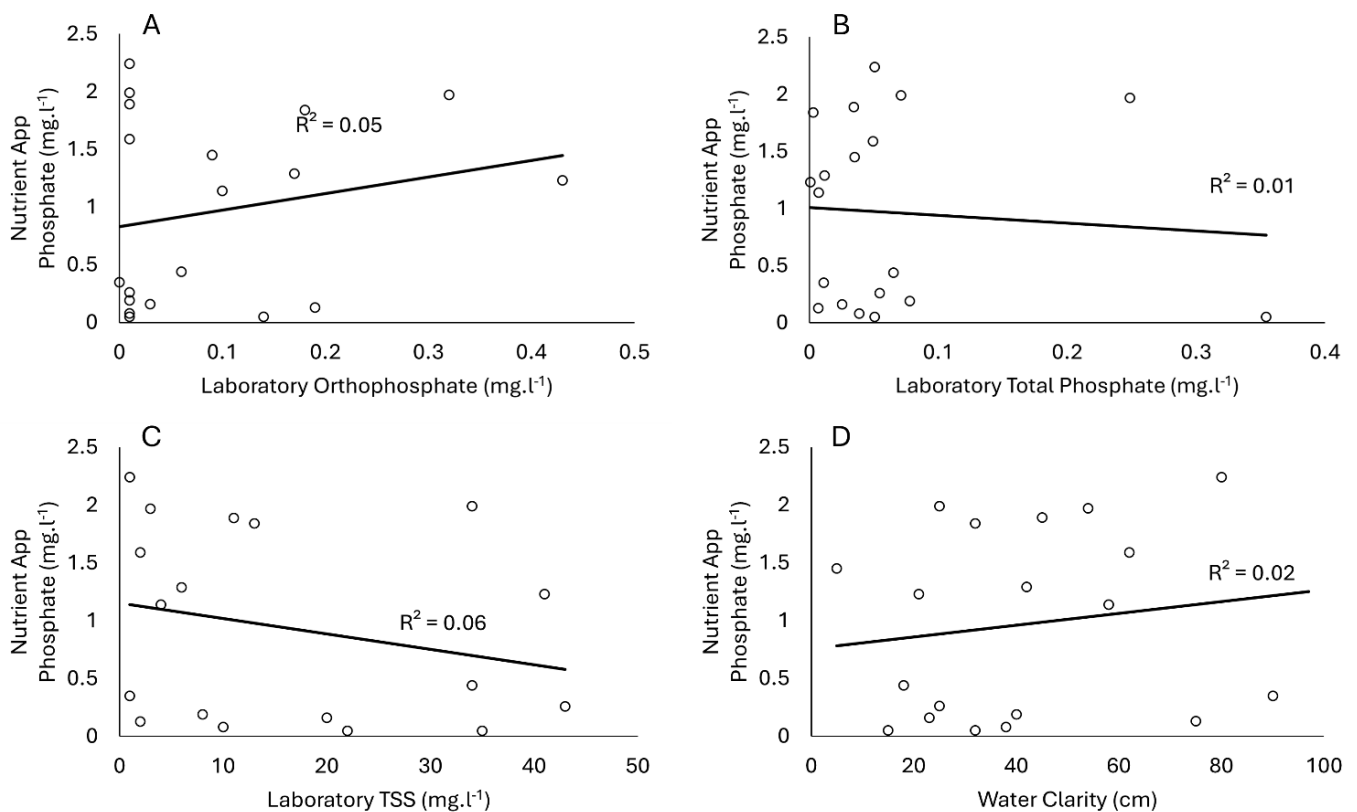 A
Nutrient App
Phosphate (mg.l⁻¹)
2.5
2
1.5
1
0.5
0
R² = 0.05
0 0.1 0.2 0.3 0.4 0.5
Laboratory Orthophosphate (mg.l⁻¹)
B
Nutrient App
Phosphate (mg.l⁻¹)
2.5
2
1.5
1
0.5
0
R² = 0.01
0 0.1 0.2 0.3 0.4
Laboratory Total Phosphate (mg.l⁻¹)
C
Nutrient App
Phosphate (mg.l⁻¹)
2.5
2
1.5
1
0.5
0
R² = 0.06
0 10 20 30 40 50
Laboratory TSS (mg.l⁻¹)
D
Nutrient App
Phosphate (mg.l⁻¹)
2.5
2
1.5
1
0.5
0
R² = 0.02
0 20 40 60 80 100
Water Clarity (cm)